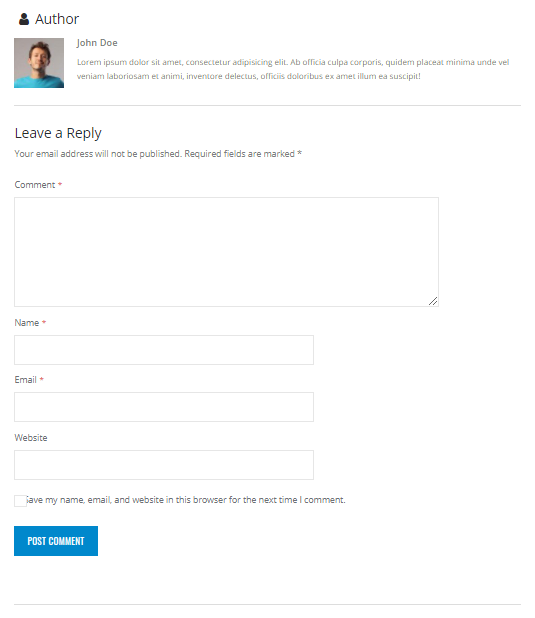 Author
John Doe
Lorem ipsum dolor sit amet, consectetur adipisicing elit. Ab officia culpa corporis, quidem placeat minima unde vel
veniam laboriosam et animi, inventore delectus, officiis doloribus ex amet illum ea suscipit!
Leave a Reply
Your email address will not be published. Required fields are marked *
Comment *
Name *
Email *
Website
Save my name, email, and website in this browser for the next time I comment.
POST COMMENT